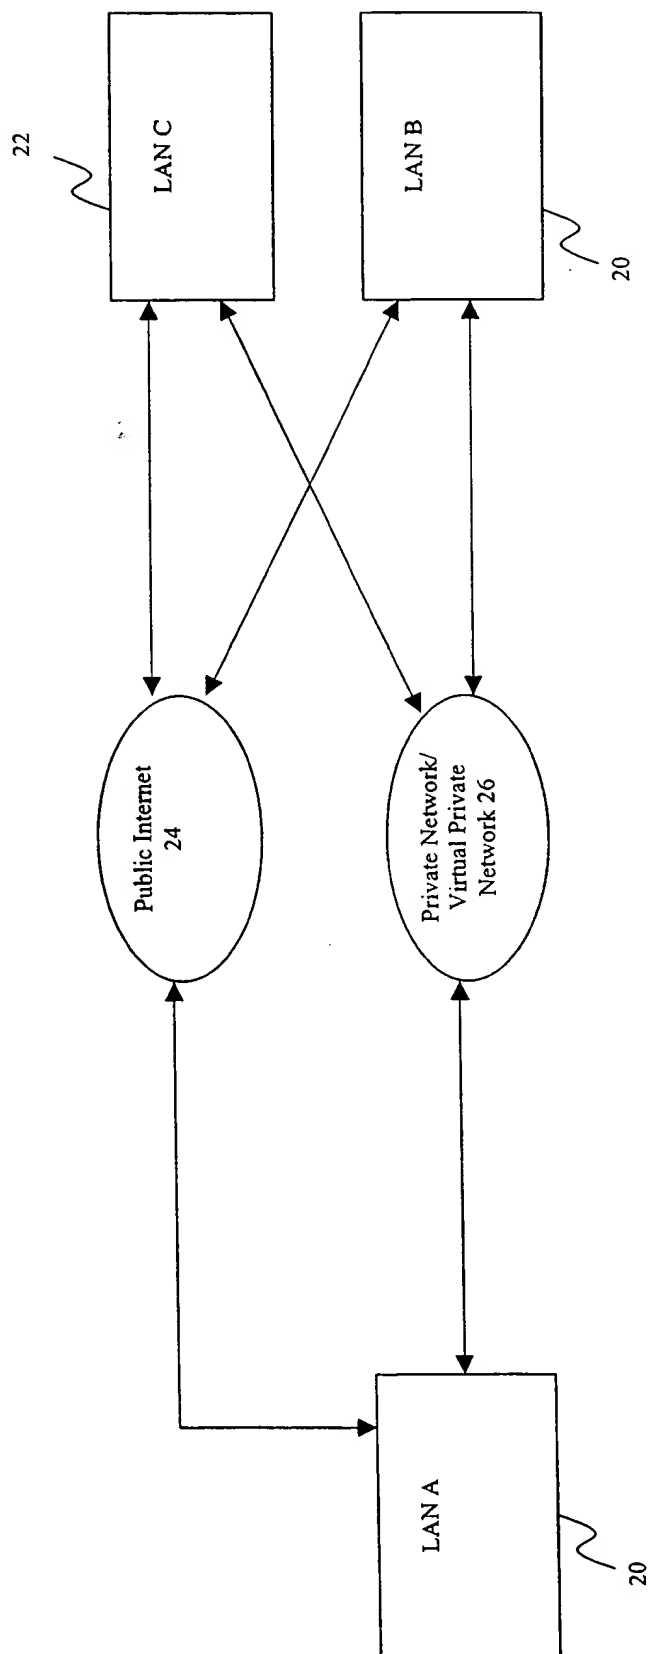 22
LAN C
LAN B
20
Public Internet
24
Private Network/
Virtual Private
Network 26
LAN A
20